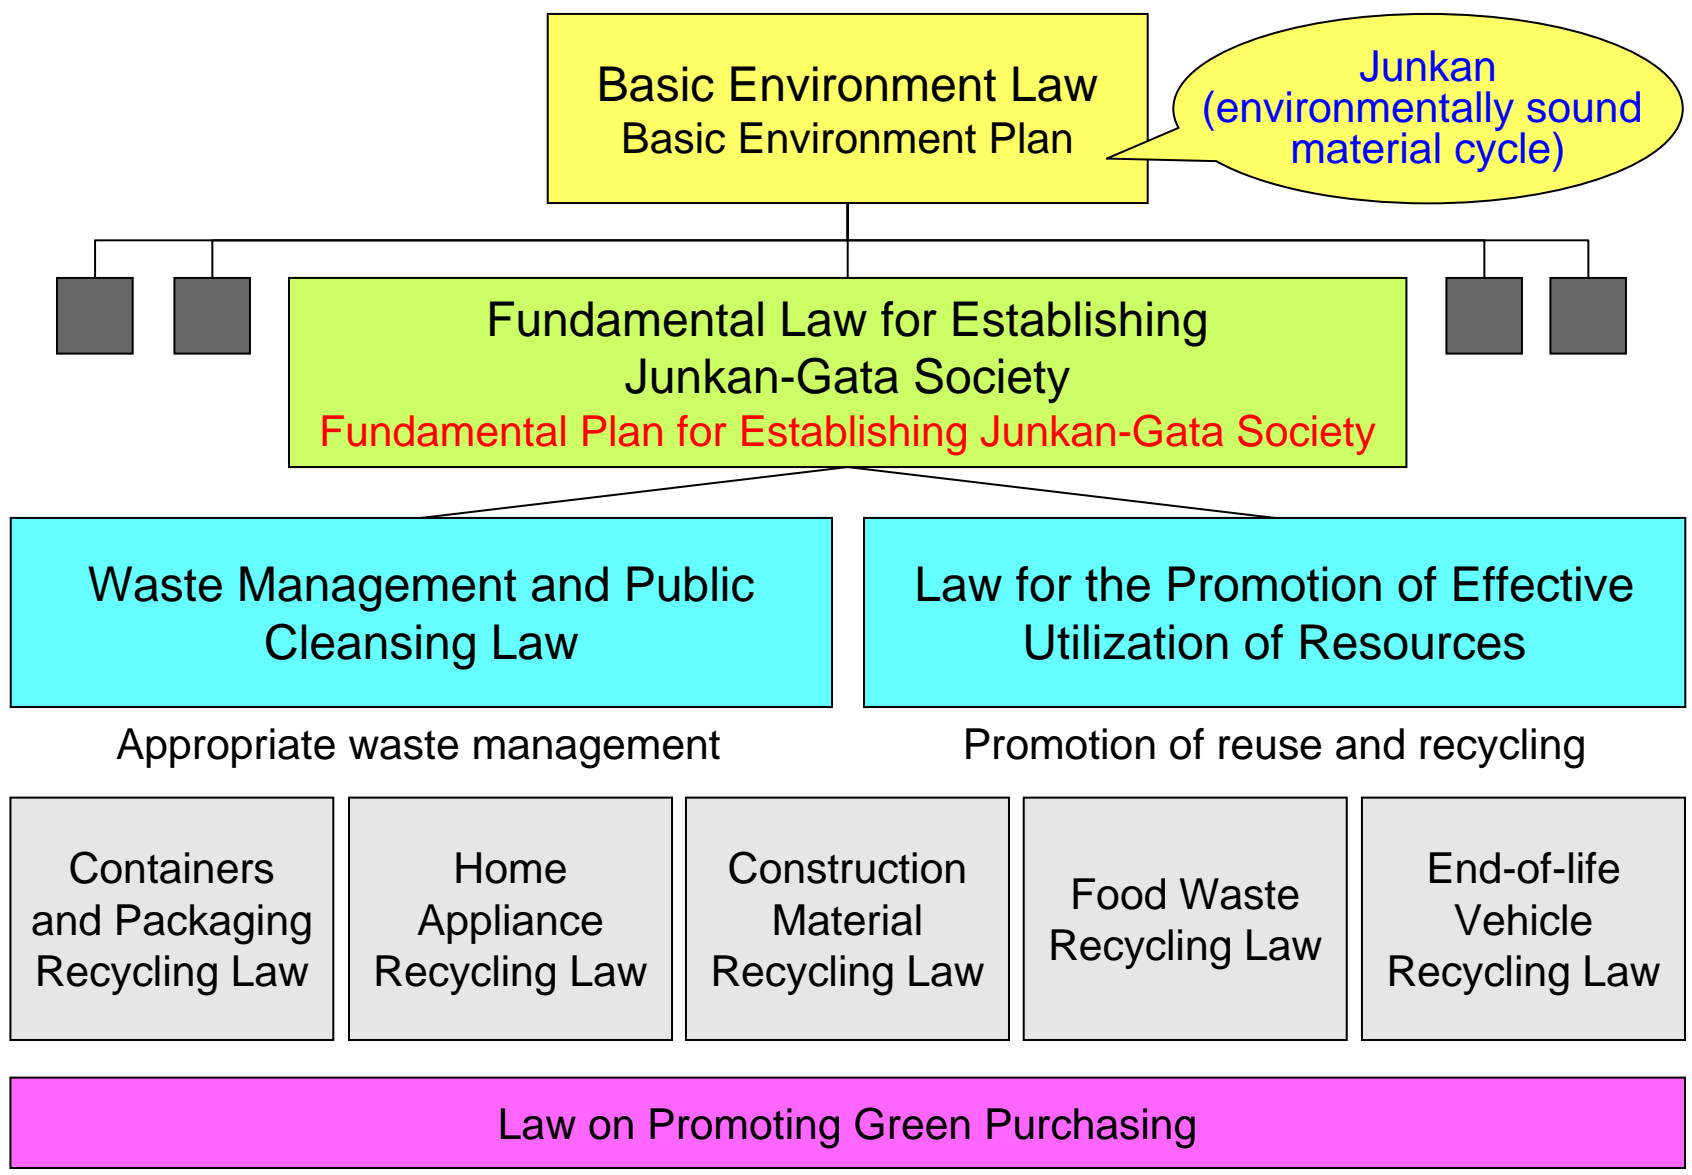 Basic Environment Law
Basic Environment Plan
Junkan
(environmentally sound
material cycle)
Fundamental Law for Establishing
Junkan-Gata Society
Fundamental Plan for Establishing Junkan-Gata Society
Waste Management and Public
Cleansing Law
Law for the Promotion of Effective
Utilization of Resources
Appropriate waste management
Promotion of reuse and recycling
Containers
and Packaging
Recycling Law
Home
Appliance
Recycling Law
Construction
Material
Recycling Law
Food Waste
Recycling Law
End-of-life
Vehicle
Recycling Law
Law on Promoting Green Purchasing